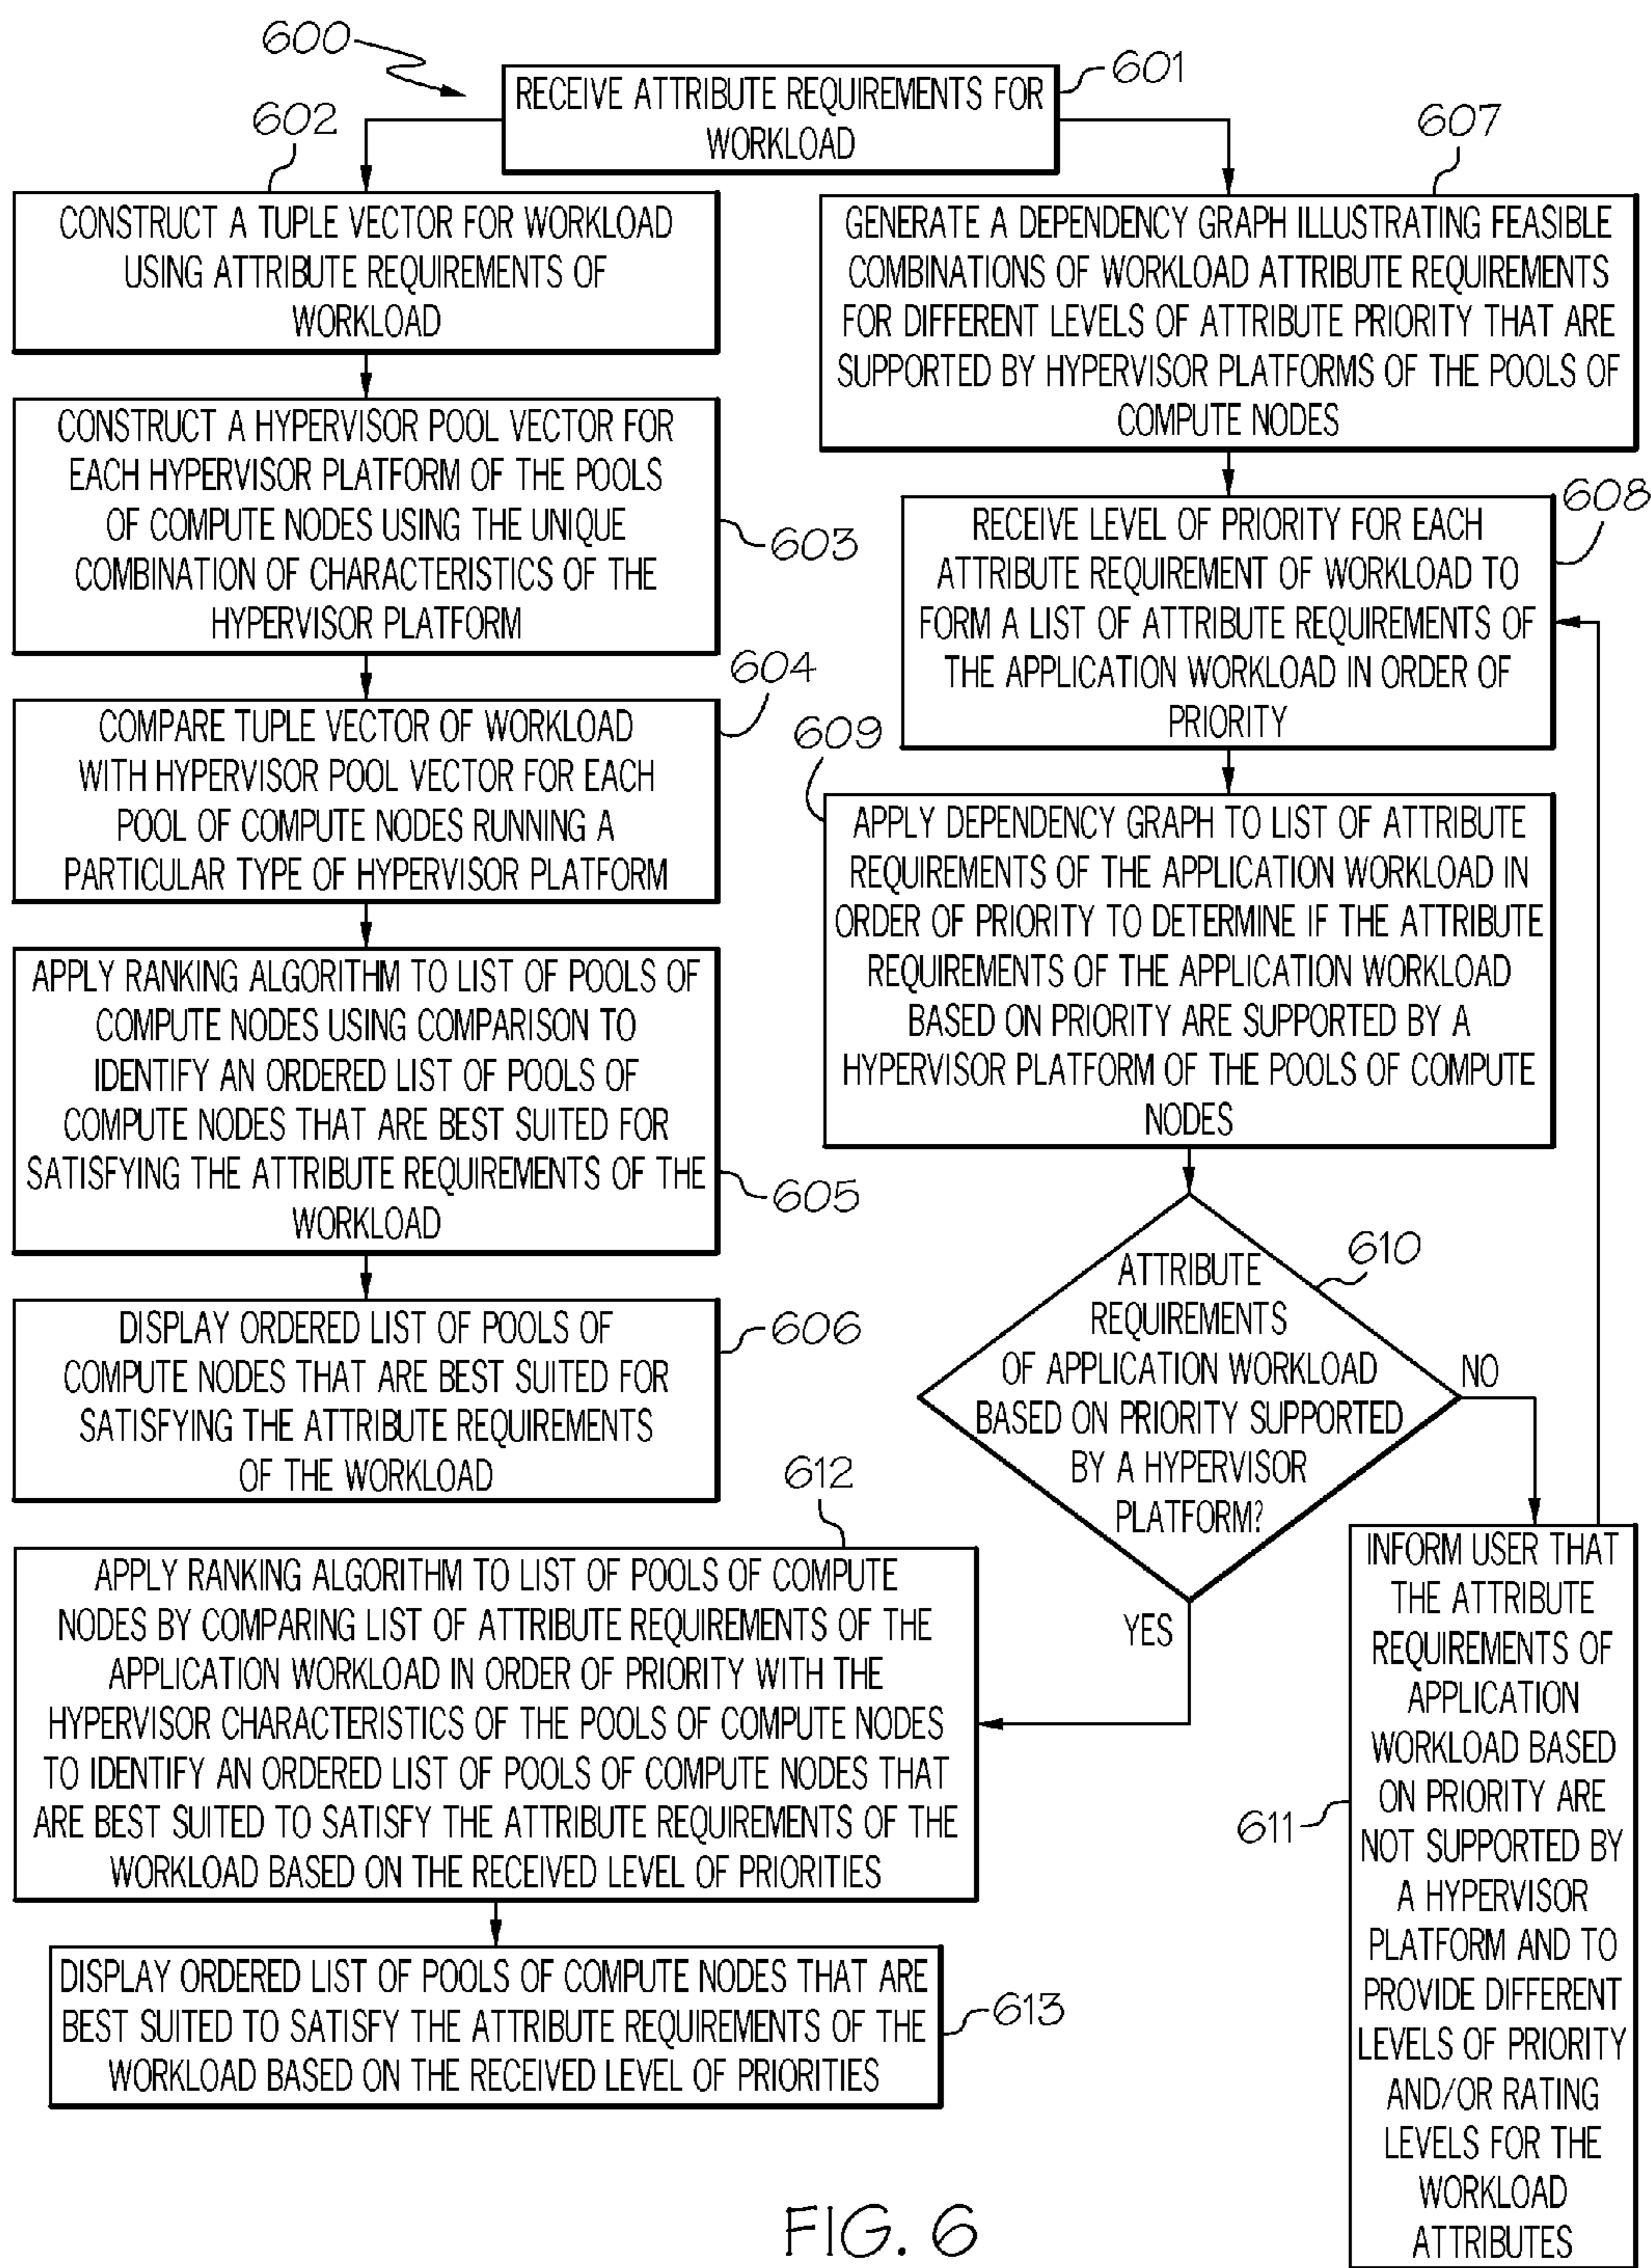 600
RECEIVE ATTRIBUTE REQUIREMENTS FOR
WORKLOAD
601
602
CONSTRUCT A TUPLE VECTOR FOR WORKLOAD
USING ATTRIBUTE REQUIREMENTS OF
WORKLOAD
CONSTRUCT A HYPERVISOR POOL VECTOR FOR
EACH HYPERVISOR PLATFORM OF THE POOLS
OF COMPUTE NODES USING THE UNIQUE
COMBINATION OF CHARACTERISTICS OF THE
HYPERVISOR PLATFORM
603
604
COMPARE TUPLE VECTOR OF WORKLOAD
WITH HYPERVISOR POOL VECTOR FOR EACH
POOL OF COMPUTE NODES RUNNING A
PARTICULAR TYPE OF HYPERVISOR PLATFORM
APPLY RANKING ALGORITHM TO LIST OF POOLS OF
COMPUTE NODES USING COMPARISON TO
IDENTIFY AN ORDERED LIST OF POOLS OF
COMPUTE NODES THAT ARE BEST SUITED FOR
SATISFYING THE ATTRIBUTE REQUIREMENTS OF THE
WORKLOAD
605
DISPLAY ORDERED LIST OF POOLS OF
COMPUTE NODES THAT ARE BEST SUITED FOR
SATISFYING THE ATTRIBUTE REQUIREMENTS
OF THE WORKLOAD
606
607
GENERATE A DEPENDENCY GRAPH ILLUSTRATING FEASIBLE
COMBINATIONS OF WORKLOAD ATTRIBUTE REQUIREMENTS
FOR DIFFERENT LEVELS OF ATTRIBUTE PRIORITY THAT ARE
SUPPORTED BY HYPERVISOR PLATFORMS OF THE POOLS OF
COMPUTE NODES
608
RECEIVE LEVEL OF PRIORITY FOR EACH
ATTRIBUTE REQUIREMENT OF WORKLOAD TO
FORM A LIST OF ATTRIBUTE REQUIREMENTS OF
THE APPLICATION WORKLOAD IN ORDER OF
PRIORITY
609
APPLY DEPENDENCY GRAPH TO LIST OF ATTRIBUTE
REQUIREMENTS OF THE APPLICATION WORKLOAD IN
ORDER OF PRIORITY TO DETERMINE IF THE ATTRIBUTE
REQUIREMENTS OF THE APPLICATION WORKLOAD
BASED ON PRIORITY ARE SUPPORTED BY A
HYPERVISOR PLATFORM OF THE POOLS OF COMPUTE
NODES
610
ATTRIBUTE
REQUIREMENTS
OF APPLICATION WORKLOAD
BASED ON PRIORITY SUPPORTED
BY A HYPERVISOR
PLATFORM?
NO
YES
611
INFORM USER THAT
THE ATTRIBUTE
REQUIREMENTS OF
APPLICATION
WORKLOAD BASED
ON PRIORITY ARE
NOT SUPPORTED BY
A HYPERVISOR
PLATFORM AND TO
PROVIDE DIFFERENT
LEVELS OF PRIORITY
AND/OR RATING
LEVELS FOR THE
WORKLOAD
ATTRIBUTES
612
APPLY RANKING ALGORITHM TO LIST OF POOLS OF COMPUTE
NODES BY COMPARING LIST OF ATTRIBUTE REQUIREMENTS OF THE
APPLICATION WORKLOAD IN ORDER OF PRIORITY WITH THE
HYPERVISOR CHARACTERISTICS OF THE POOLS OF COMPUTE NODES
TO IDENTIFY AN ORDERED LIST OF POOLS OF COMPUTE NODES THAT
ARE BEST SUITED TO SATISFY THE ATTRIBUTE REQUIREMENTS OF THE
WORKLOAD BASED ON THE RECEIVED LEVEL OF PRIORITIES
DISPLAY ORDERED LIST OF POOLS OF COMPUTE NODES THAT ARE
BEST SUITED TO SATISFY THE ATTRIBUTE REQUIREMENTS OF THE
WORKLOAD BASED ON THE RECEIVED LEVEL OF PRIORITIES
613
FIG. 6